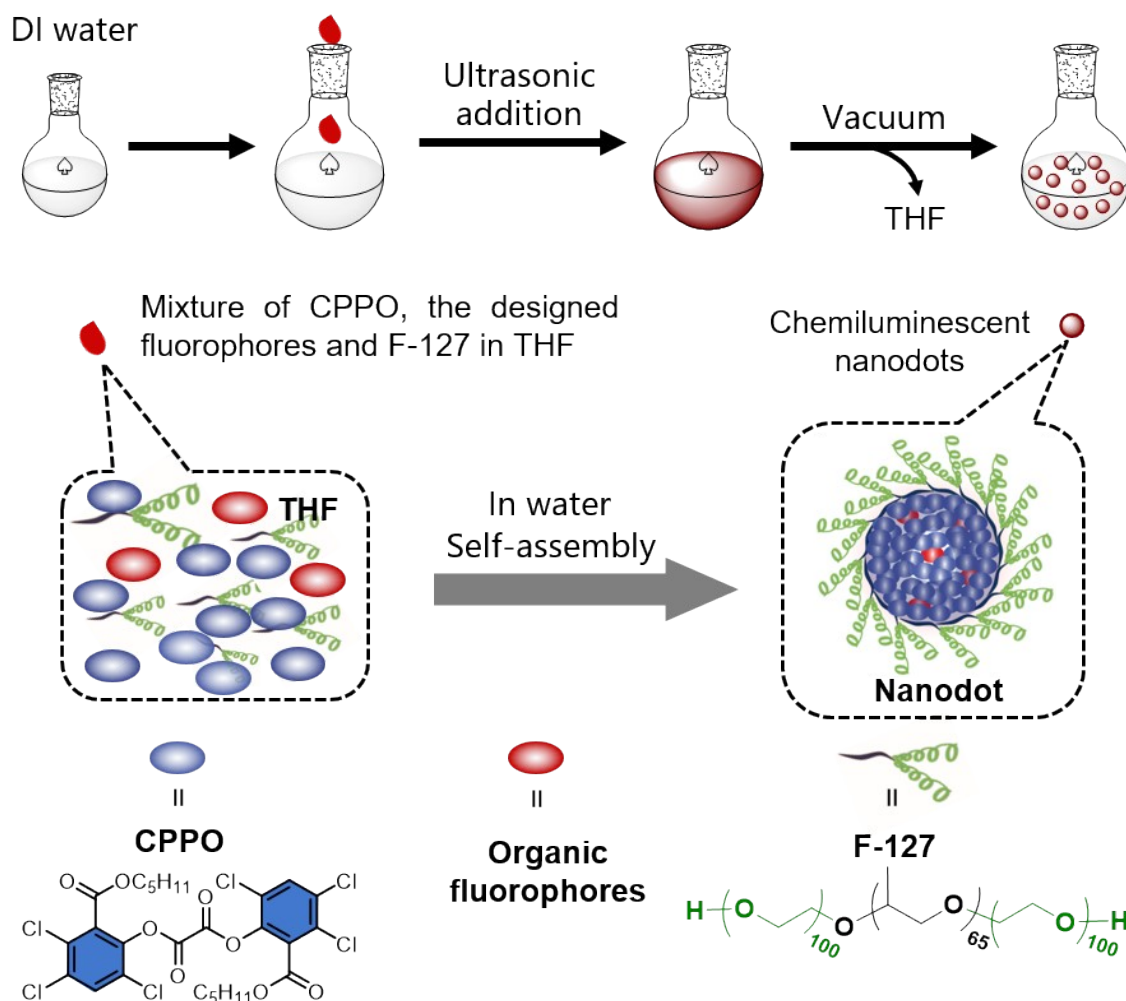 DI water
Ultrasonic
addition
Vacuum
THF
Mixture of CPPO, the designed
fluorophores and F-127 in THF
Chemiluminescent
nanodots
THF
In water
Self-assembly
Nanodot
=
=
=
CPPO
Organic
fluorophores
F-127
O
OC₅H₁₁
Cl
Cl
Cl
O
O
O
O
Cl
Cl
Cl
C₅H₁₁O
O
H
O
100
O
O
65
O
H
100